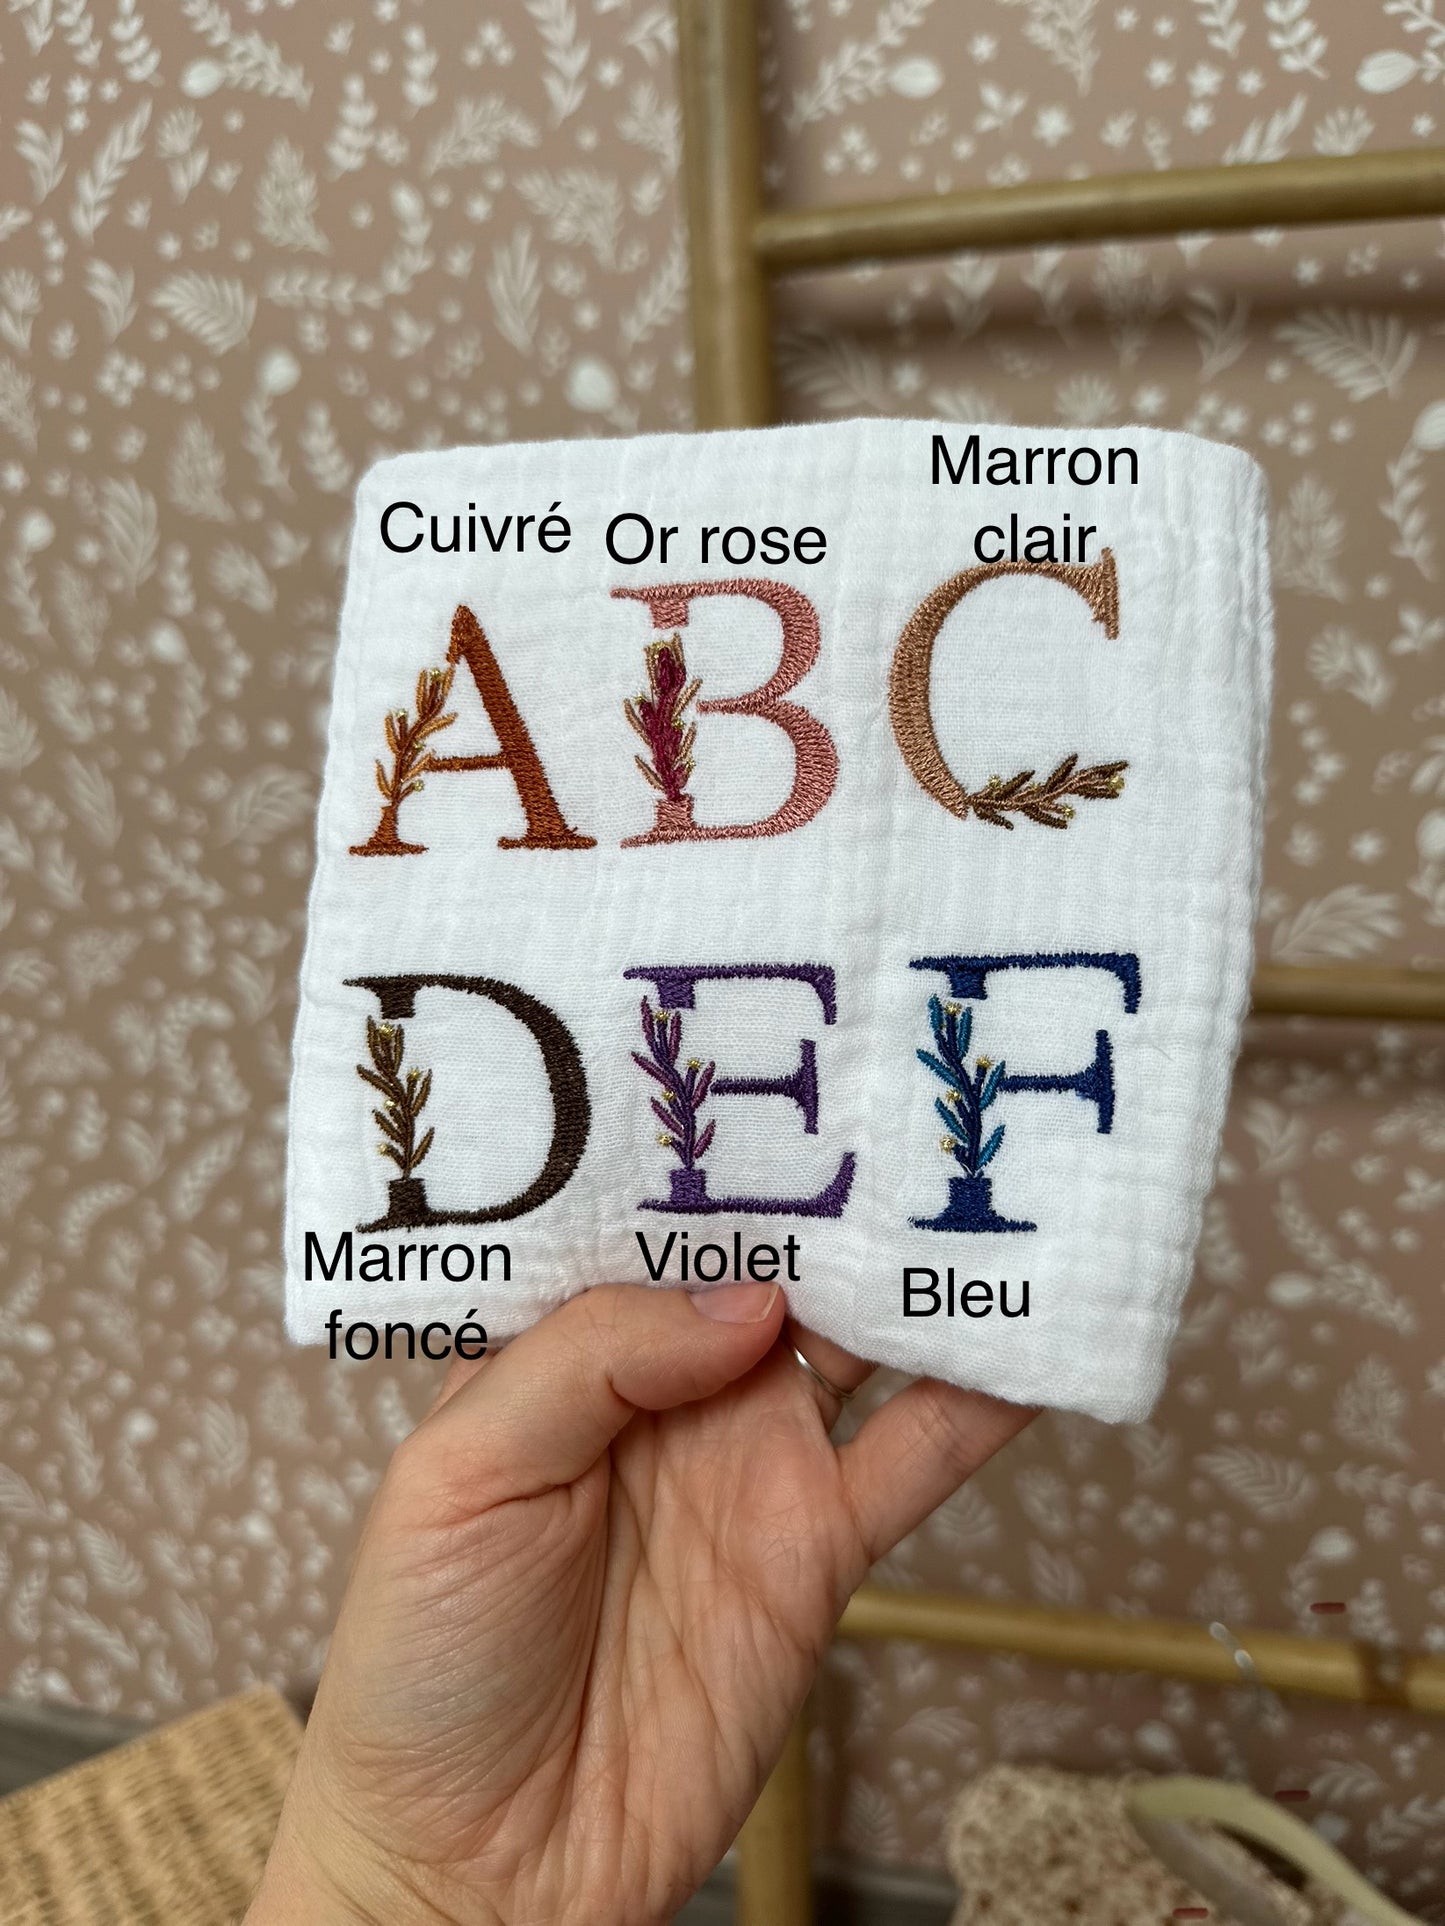 Cuivré Or rose Marron
clair
A B C
D E F
Marron
foncé
Violet
Bleu